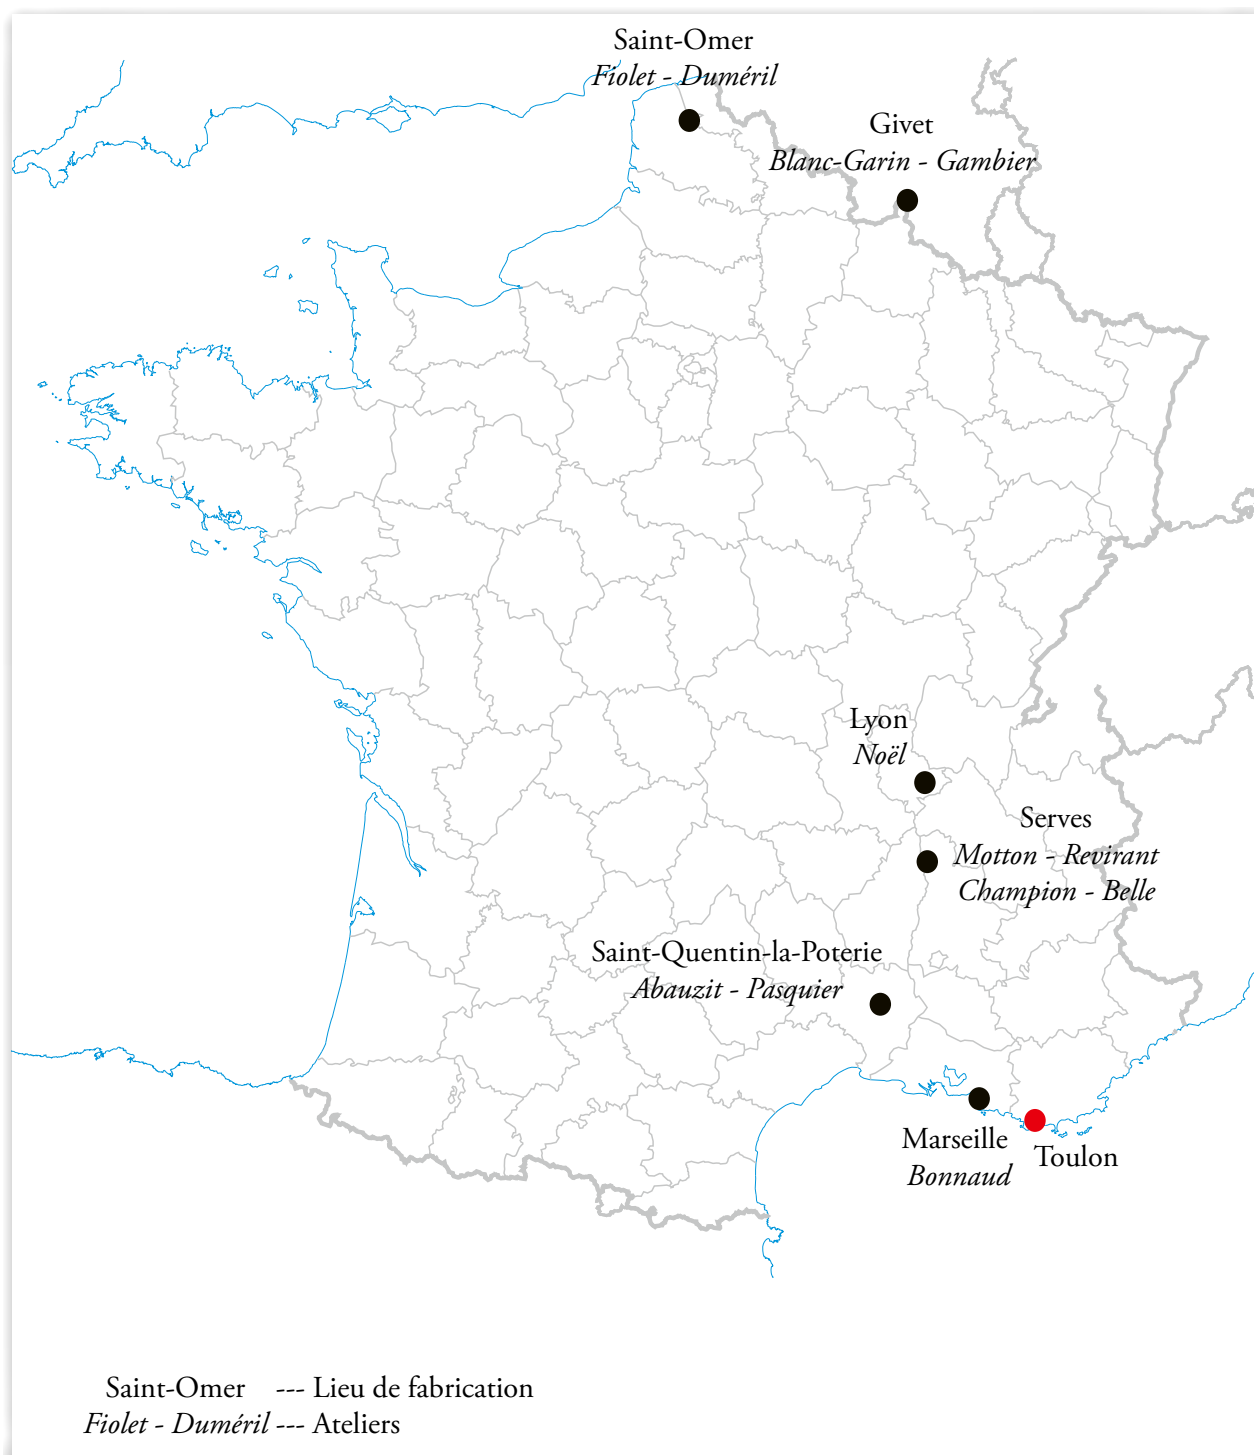 Saint-Omer
Fiolet - Duméril
Givet
Blanc-Garin - Gambier
Lyon
Noël
Serves
Motton - Revirant
Champion - Belle
Saint-Quentin-la-Poterie
Abauzit - Pasquier
Marseille
Bonnaud
Toulon
Saint-Omer --- Lieu de fabrication
Fiolet - Duméril --- Ateliers